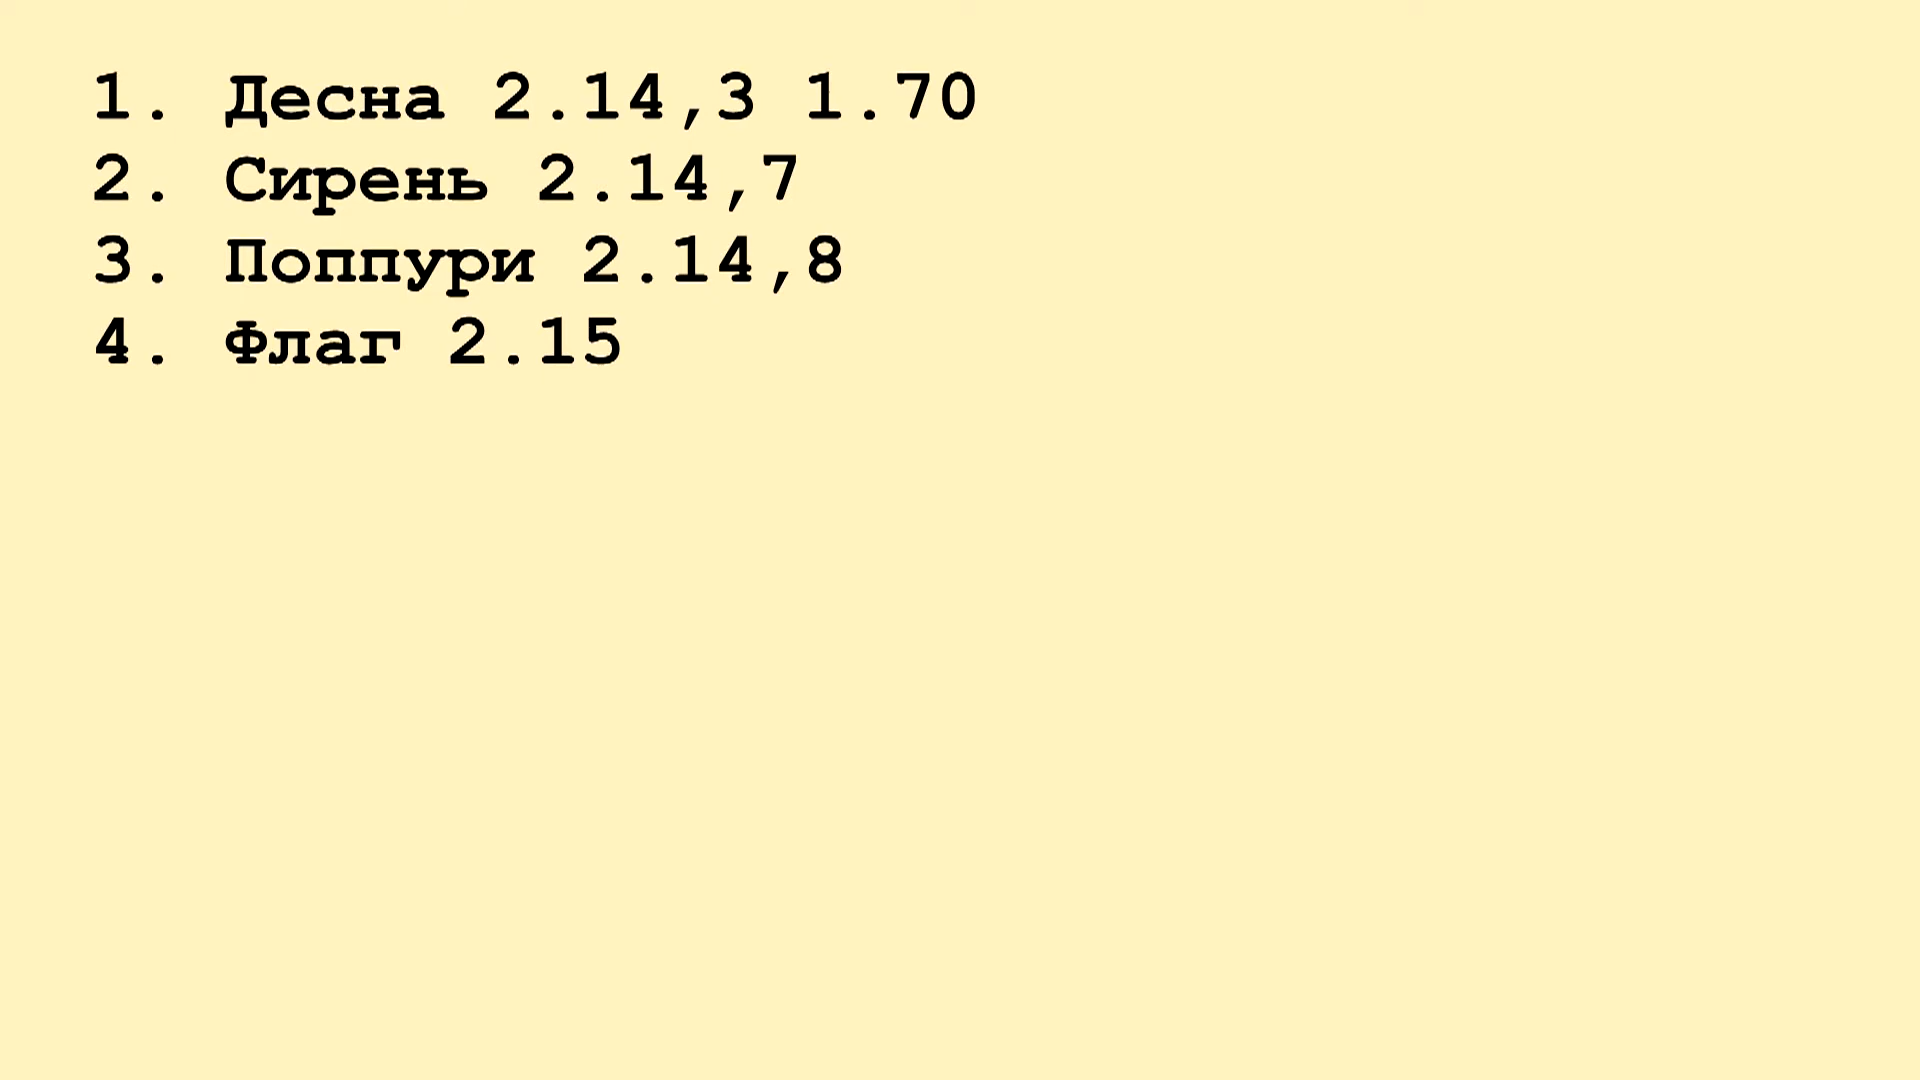 1. Десна 2.14,3 1.70
2. Сирень 2.14,7
3. Поппури 2.14,8
4. Флаг 2.15